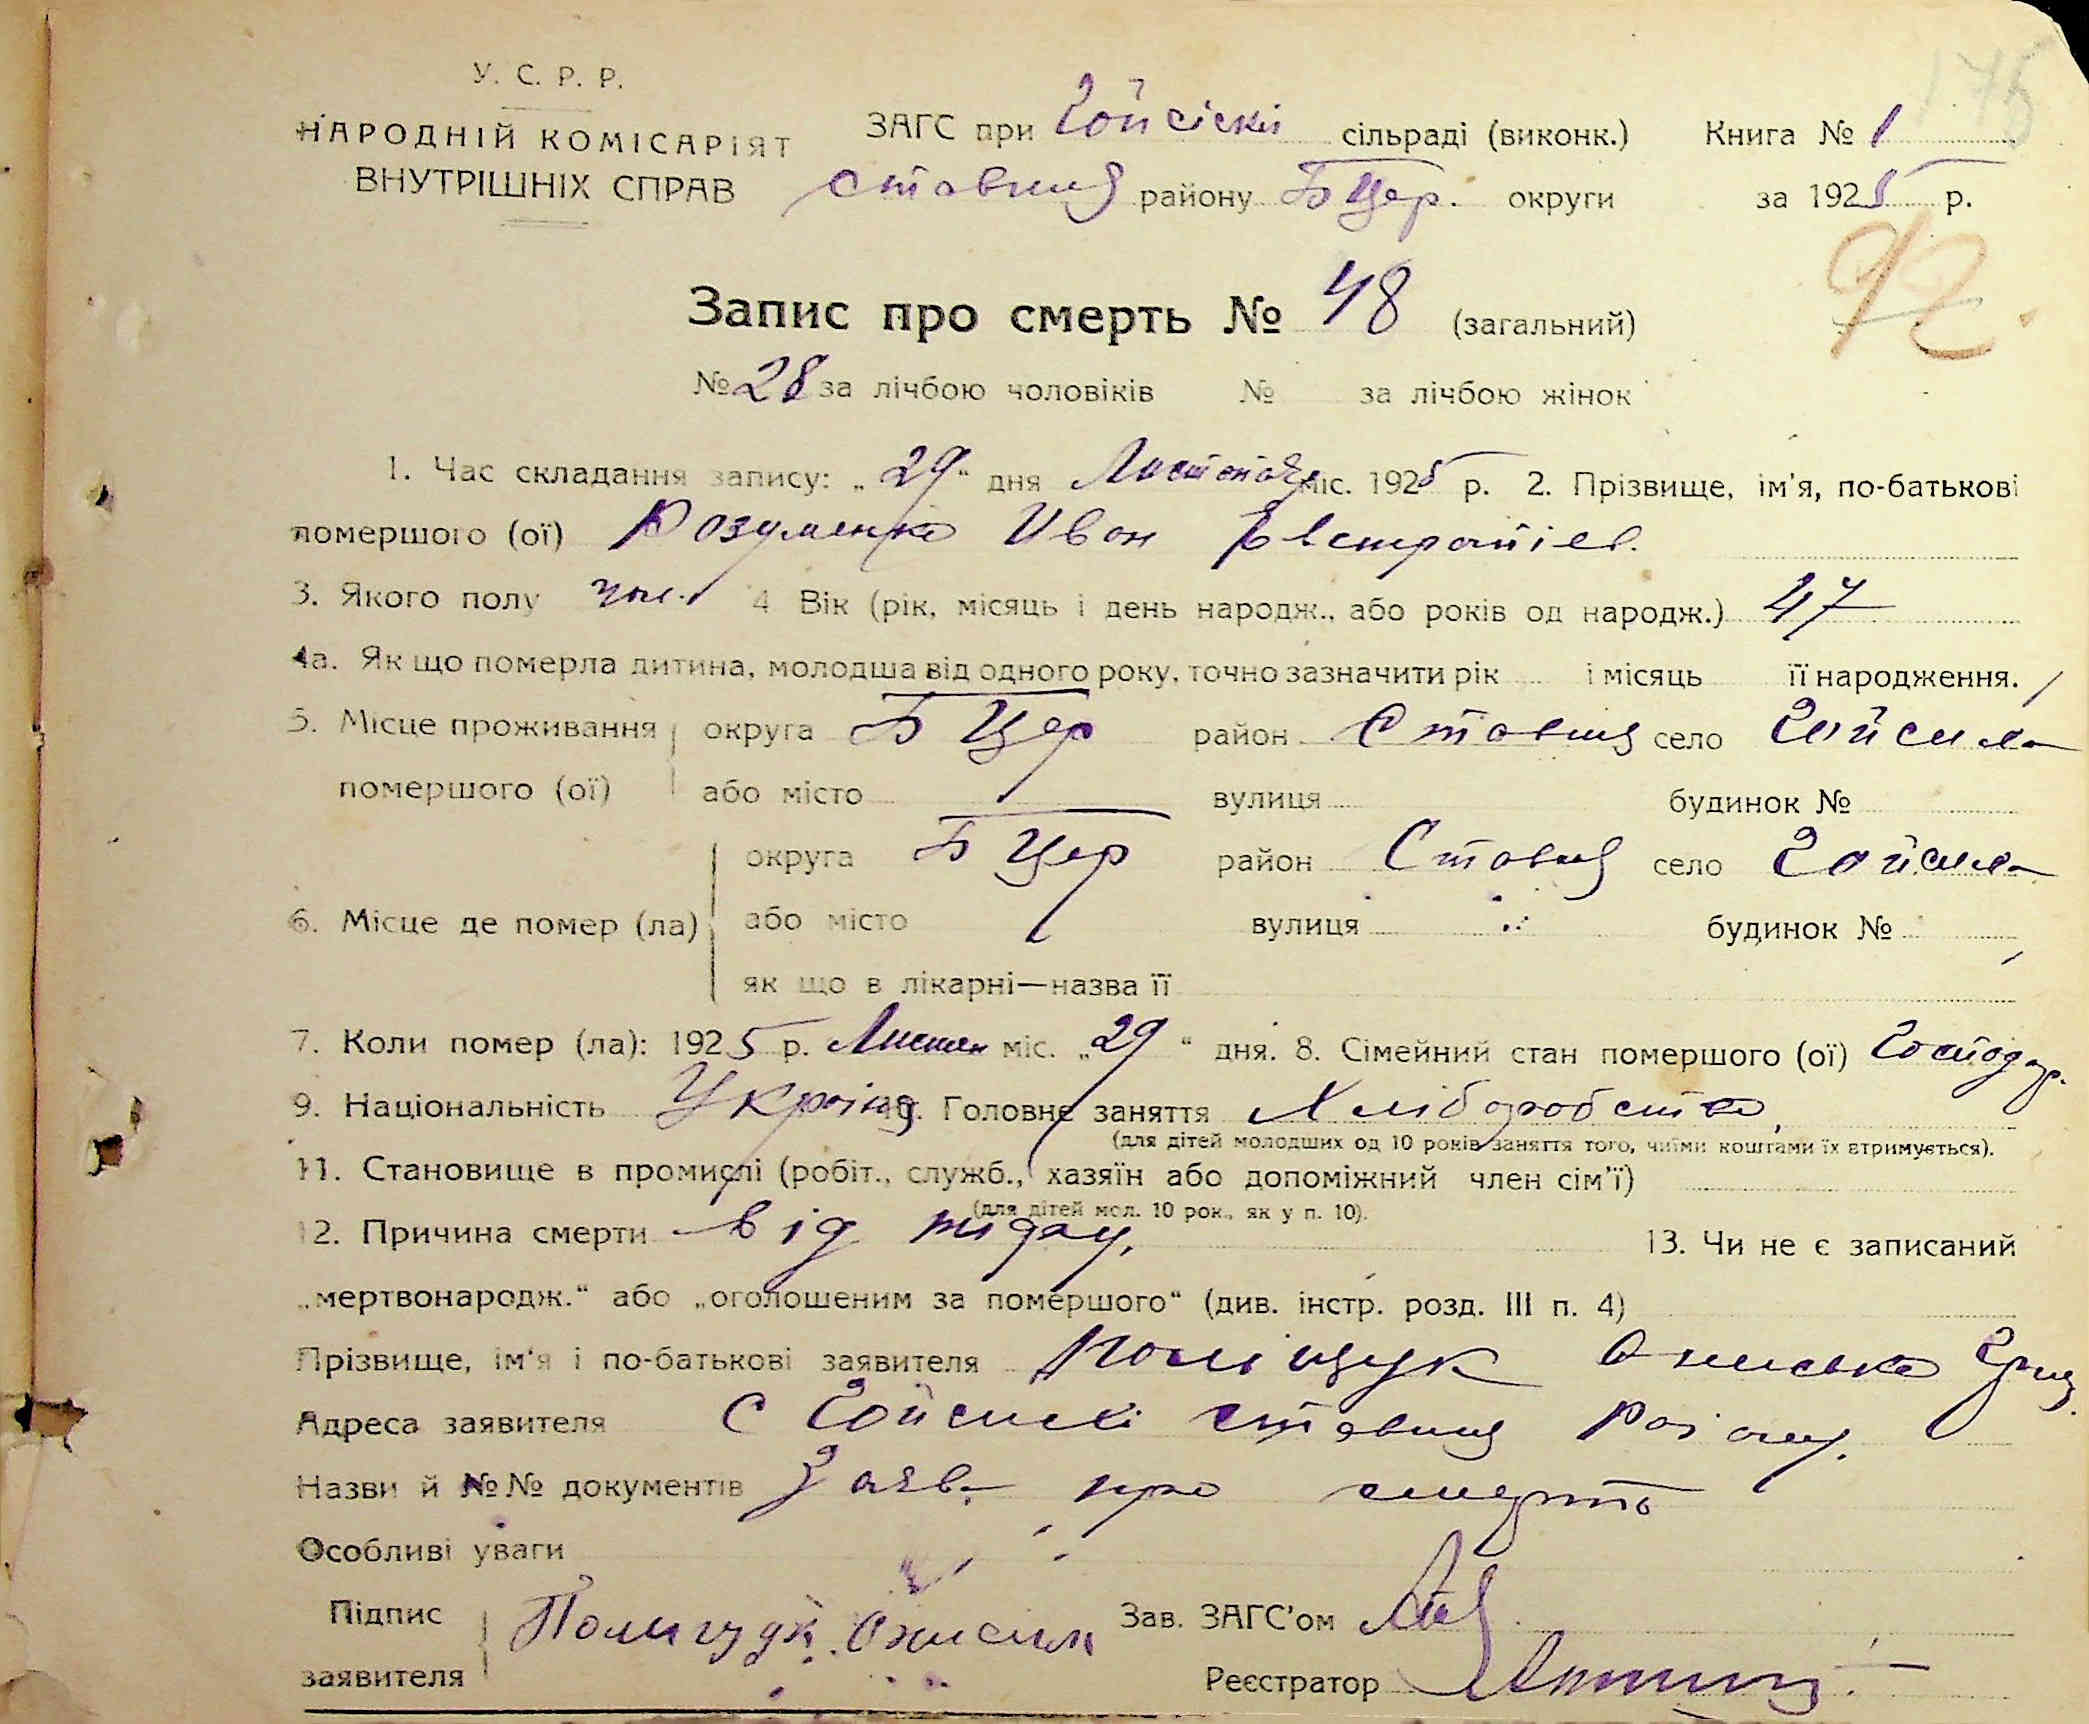 У. С. Р. Р.
НАРОДНІЙ КОМІСАРІЯТ
ВНУТРІШНІХ СПРАВ
ЗАГС при сільраді (виконк.) Книга № 1
Ставищ району Б Цер. округи за 1925 р.
175
92
Запис про смерть № 48 (загальний)
№ 28 за лічбою чоловіків № за лічбою жінок
1. Час складання запису: „29“ дня міс. 1925 р. 2. Прізвище, ім'я, по-батькові
помершого (ої) Розуменко Иван
3. Якого полу чол. 4 Вік (рік, місяць і день народж., або років од народж.) 47
4а. Як що померла дитина, молодша від одного року, точно зазначити рік і місяць її народження.
5. Місце проживання округа Б Цер район Ставищ село
помершого (ої) або місто вулиця будинок №
округа Б Цер район Ставищ село
6. Місце де помер (ла) або місто вулиця будинок №
як що в лікарні—назва її
7. Коли помер (ла): 1925 р. міс. „29“ дня. 8. Сімейний стан помершого (ої) Господар.
9. Національність Україн 10. Головне заняття Хліборобство,
(для дітей молодших од 10 років заняття того, чиїми коштами їх втримується).
11. Становище в промислі (робіт., служб., хазяїн або допоміжний член сім'ї)
(для дітей мол. 10 рок., як у п. 10).
12. Причина смерти від 13. Чи не є записаний
„мертвонародж.“ або „оголошеним за помершого“ (див. інстр. розд. III п. 4)
Прізвище, ім'я і по-батькові заявителя Поліщук Ониська Григ
Адреса заявителя с ставищ
Назви й №№ документів Заяв. про смерть
Особливі уваги
Підпис Зав. ЗАГС'ом
заявителя Реєстратор